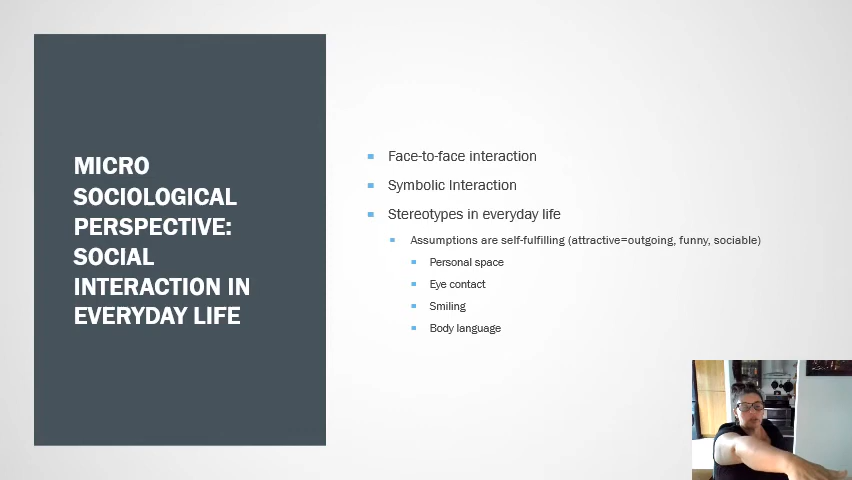 MICRO
SOCIOLOGICAL
PERSPECTIVE:
SOCIAL
INTERACTION IN
EVERYDAY LIFE
Face-to-face interaction
Symbolic Interaction
Stereotypes in everyday life
Assumptions are self-fulfilling (attractive=outgoing, funny, sociable)
Personal space
Eye contact
Smiling
Body language